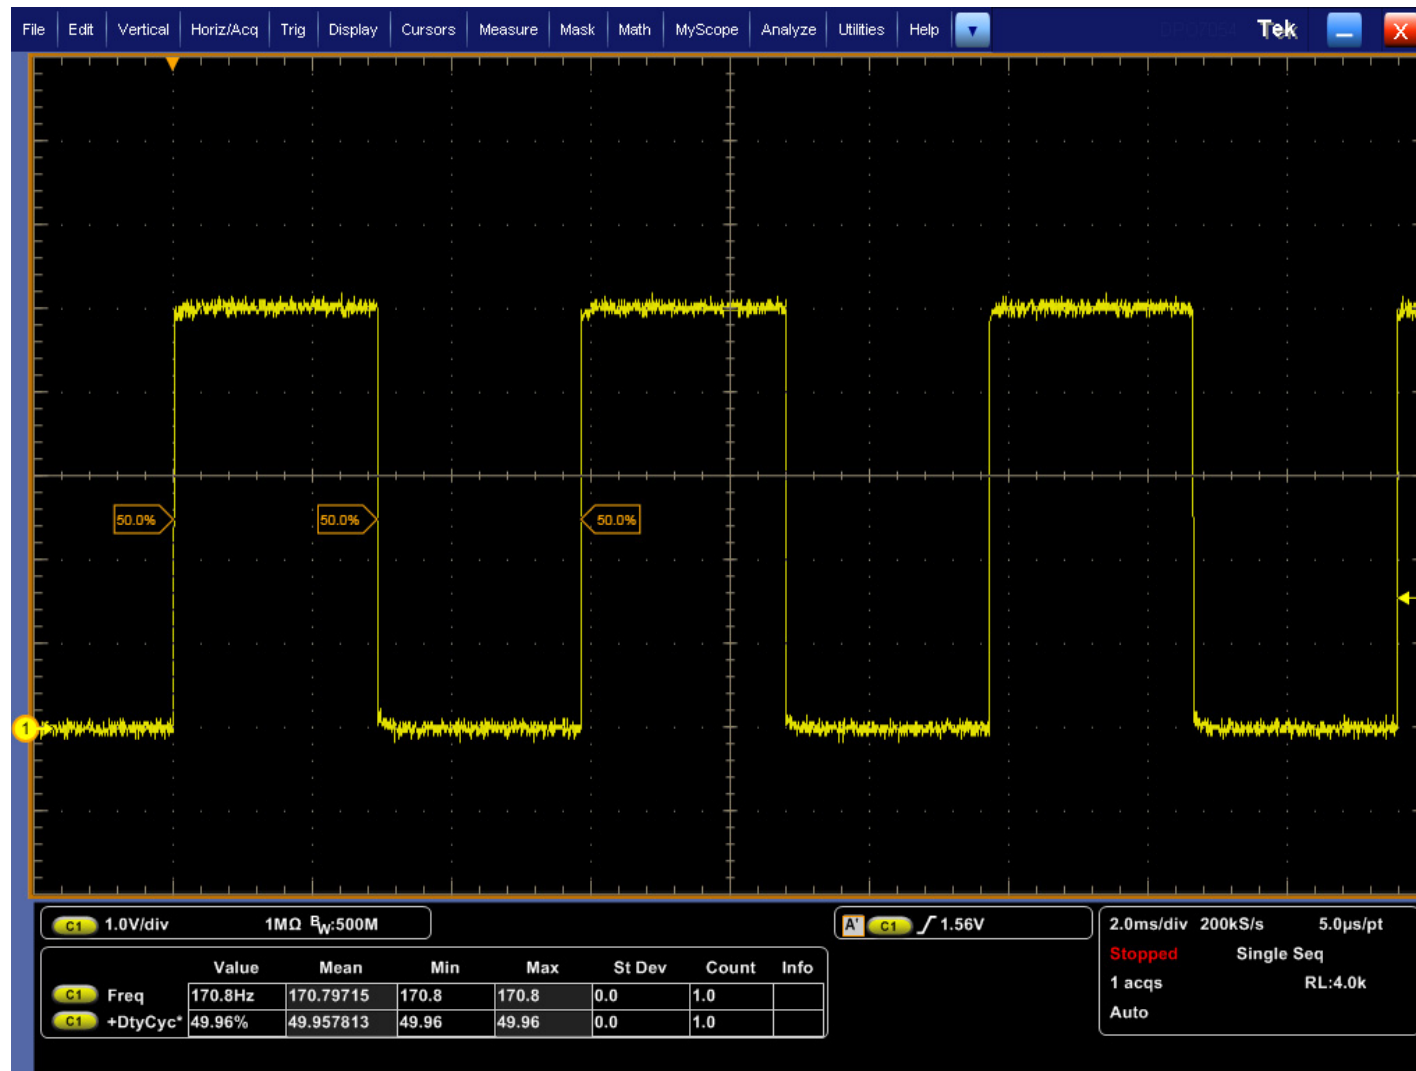 File Edit Vertical Horiz/Acq Trig Display Cursors Measure Mask Math MyScope Analyze Utilities Help Tek X
50.0% 50.0% 50.0%
1
C1 1.0V/div 1MΩ BW:500M
A' C1 1.56V
2.0ms/div 200kS/s 5.0µs/pt
Stopped Single Seq
1 acqs RL:4.0k
Auto
Value Mean Min Max St Dev Count Info
C1 Freq 170.8Hz 170.79715 170.8 170.8 0.0 1.0
C1 +DtyCyc* 49.96% 49.957813 49.96 49.96 0.0 1.0